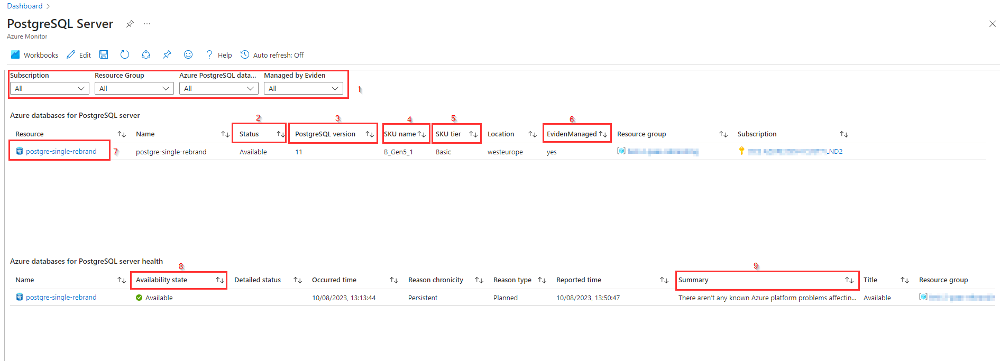 Dashboard
PostgreSQL Server
Azure Monitor
Workbooks Edit Help Auto refresh: Off
Subscription Resource Group Azure PostgreSQL data... Managed by Eviden
All All All All 1
Azure databases for PostgreSQL server
2 3 4 5 6
Resource Name Status PostgreSQL version SKU name SKU tier Location EvidenManaged Resource group Subscription
postgre-single-rebrand 7 postgre-single-rebrand Available 11 B_Gen5_1 Basic westeurope yes _ND2
Azure databases for PostgreSQL server health
8 9
Name Availability state Detailed status Occurred time Reason chronicity Reason type Reported time Summary Title Resource group
postgre-single-rebrand Available 10/08/2023, 13:13:44 Persistent Planned 10/08/2023, 13:50:47 There aren't any known Azure platform problems affectin... Available